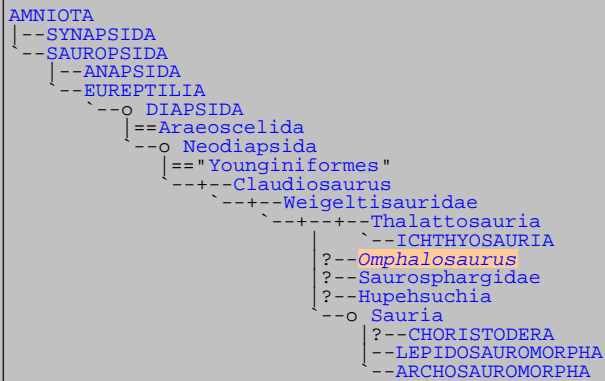 AMNIOTA
|--SYNAPSIDA
`--SAUROPSIDA
|--ANAPSIDA
`--EUREPTILIA
`--o DIAPSIDA
|==Araeoscelida
`--o Neodiapsida
|=="Younginiformes"
`--+--Claudiosaurus
`--+--Weigeltisauridae
`--+--+--Thalattosauria
| `--ICHTHYOSAURIA
|?--Omphalosaurus
|?--Saurosphargidae
|?--Hupehsuchia
`--o Sauria
|?--CHORISTODERA
|--LEPIDOSAUROMORPHA
`--ARCHOSAUROMORPHA